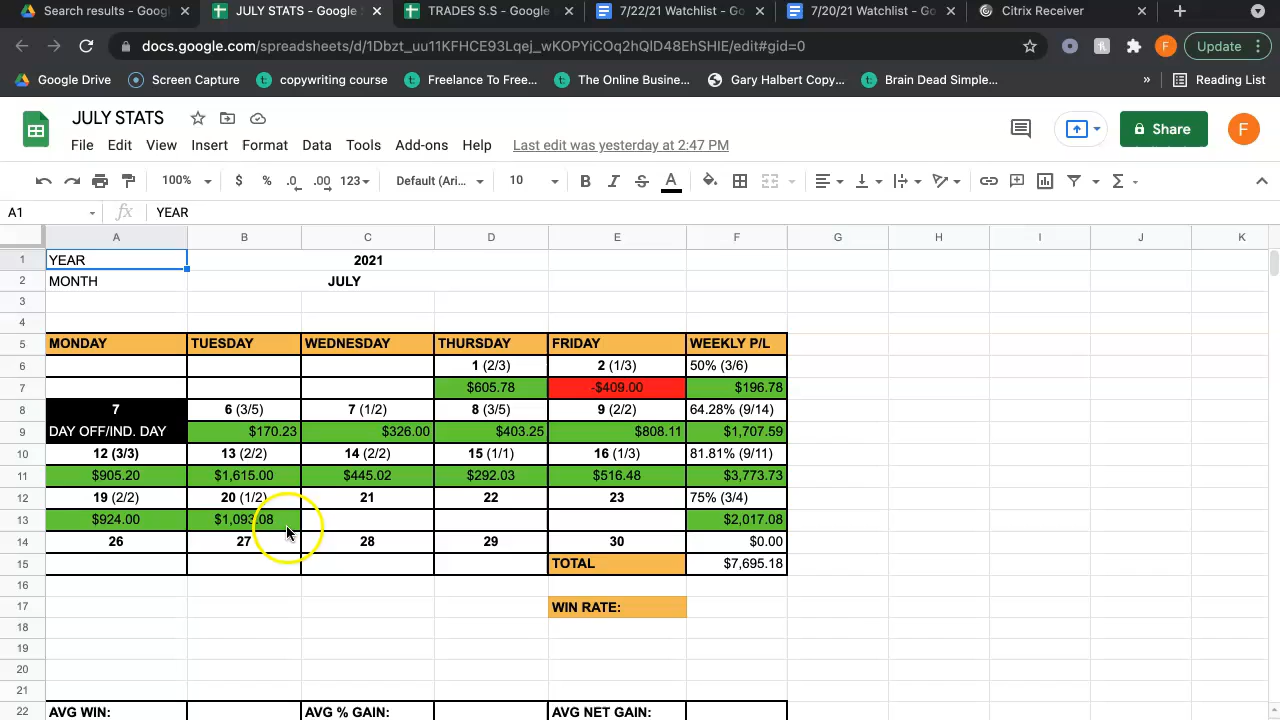 Search results - Googl
JULY STATS - Google
TRADES S.S - Google
7/22/21 Watchlist - Go
7/20/21 Watchlist - Go
Citrix Receiver
docs.google.com/spreadsheets/d/1Dbzt_uu11KFHCE93Lqej_wKOPYiCOq2hQID48EhSHIE/edit#gid=0
F
Update
Google Drive
Screen Capture
copywriting course
Freelance To Free...
The Online Busine...
Gary Halbert Copy...
Brain Dead Simple...
»
Reading List
JULY STATS
Share
F
File Edit View Insert Format Data Tools Add-ons Help Last edit was yesterday at 2:47 PM
100% $ % .0 .00 123 Default (Ari... 10 B I S A Σ
A1 fx YEAR
A B C D E F G H I J K
1 YEAR 2021
2 MONTH JULY
3
4
5 MONDAY TUESDAY WEDNESDAY THURSDAY FRIDAY WEEKLY P/L
6 1 (2/3) 2 (1/3) 50% (3/6)
7 $605.78 -$409.00 $196.78
8 7 6 (3/5) 7 (1/2) 8 (3/5) 9 (2/2) 64.28% (9/14)
9 DAY OFF/IND. DAY $170.23 $326.00 $403.25 $808.11 $1,707.59
10 12 (3/3) 13 (2/2) 14 (2/2) 15 (1/1) 16 (1/3) 81.81% (9/11)
11 $905.20 $1,615.00 $445.02 $292.03 $516.48 $3,773.73
12 19 (2/2) 20 (1/2) 21 22 23 75% (3/4)
13 $924.00 $1,093.08 $2,017.08
14 26 27 28 29 30 $0.00
15 TOTAL $7,695.18
16
17 WIN RATE:
18
19
20
21
22 AVG WIN: AVG % GAIN: AVG NET GAIN: